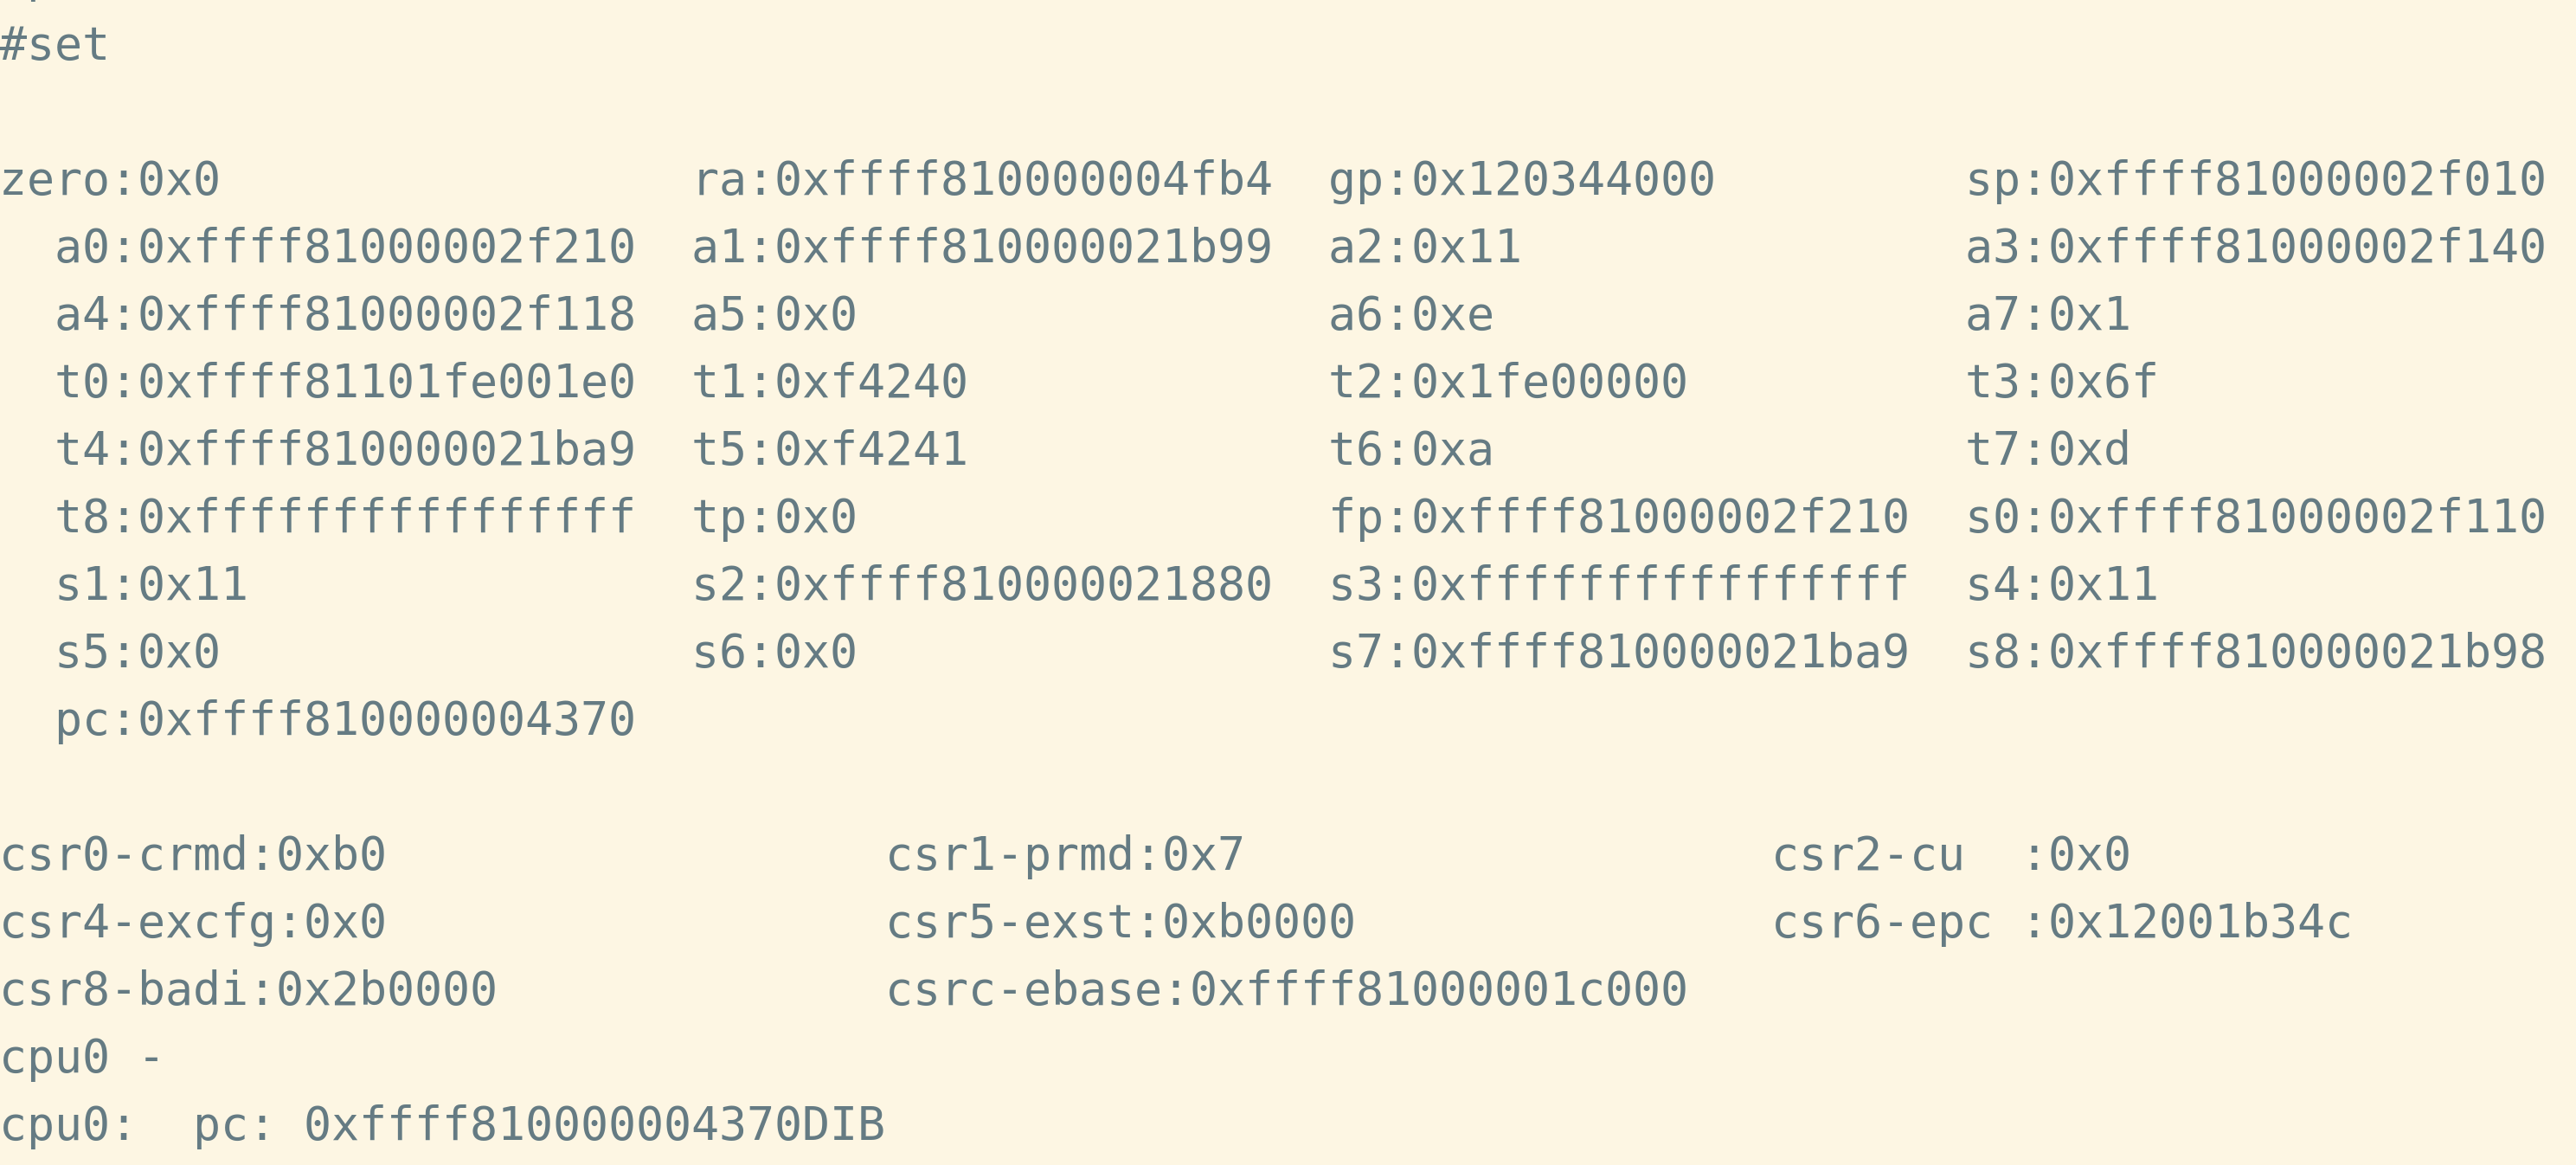 #set
zero:0x0 ra:0xffff810000004fb4 gp:0x120344000 sp:0xffff81000002f010
a0:0xffff81000002f210 a1:0xffff810000021b99 a2:0x11 a3:0xffff81000002f140
a4:0xffff81000002f118 a5:0x0 a6:0xe a7:0x1
t0:0xffff81101fe001e0 t1:0xf4240 t2:0x1fe00000 t3:0x6f
t4:0xffff810000021ba9 t5:0xf4241 t6:0xa t7:0xd
t8:0xffffffffffffffff tp:0x0 fp:0xffff81000002f210 s0:0xffff81000002f110
s1:0x11 s2:0xffff810000021880 s3:0xffffffffffffffff s4:0x11
s5:0x0 s6:0x0 s7:0xffff810000021ba9 s8:0xffff810000021b98
pc:0xffff810000004370
csr0-crmd:0xb0 csr1-prmd:0x7 csr2-cu :0x0
csr4-excfg:0x0 csr5-exst:0xb0000 csr6-epc :0x12001b34c
csr8-badi:0x2b0000 csrc-ebase:0xffff81000001c000
cpu0 -
cpu0: pc: 0xffff810000004370DIB